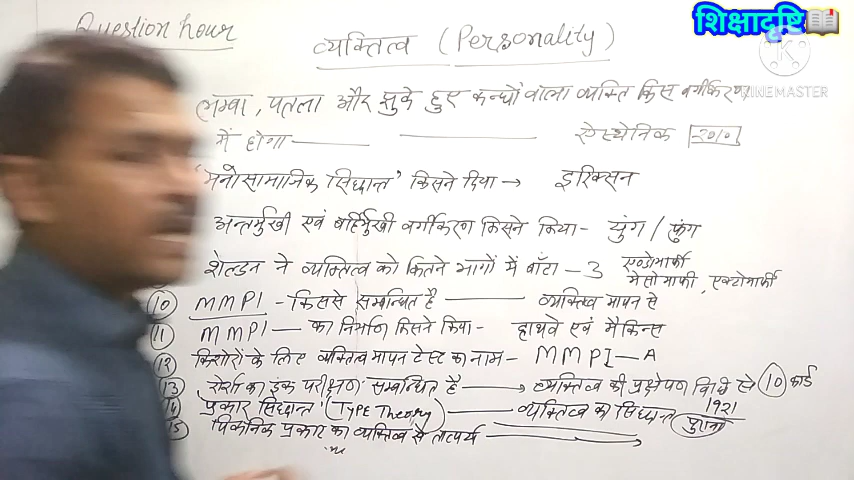 Question hour
शिक्षादृष्टि
व्यक्तित्व (Personality)
KINEMASTER
लम्बा, पतला और झुके हुए कन्धों वाला व्यक्ति किस वर्गीकरण
में होगा —— —— ऐस्थेनिक 2010
'मनोसामाजिक सिद्धान्त' किसने दिया → इरिक्सन
अन्तर्मुखी एवं बर्हिमुखी वर्गीकरण किसने किया - युंग / जुंग
शेल्डन ने व्यक्तित्व को कितने भागों में बाँटा - 3 एण्डोमार्फी
मेसोमार्फी, एक्टोमार्फी
10 MMPI - किससे सम्बन्धित है —— व्यक्तित्व मापन से
11 MMPI — का निर्माण किसने किया - हाथवे एवं मैकिन्ले
12 किशोरों के लिए व्यक्तित्व मापन टेस्ट का नाम - MMPI-A
13 रोर्शा का इंक परीक्षण सम्बन्धित है → व्यक्तित्व की प्रक्षेपण विधि से 10 कार्ड
1921
14 'प्रकार सिद्धान्त' (Type Theory) —— व्यक्तित्व का सिद्धान्त पुराना
15 पिकनिक प्रकार का व्यक्तित्व से तात्पर्य ——